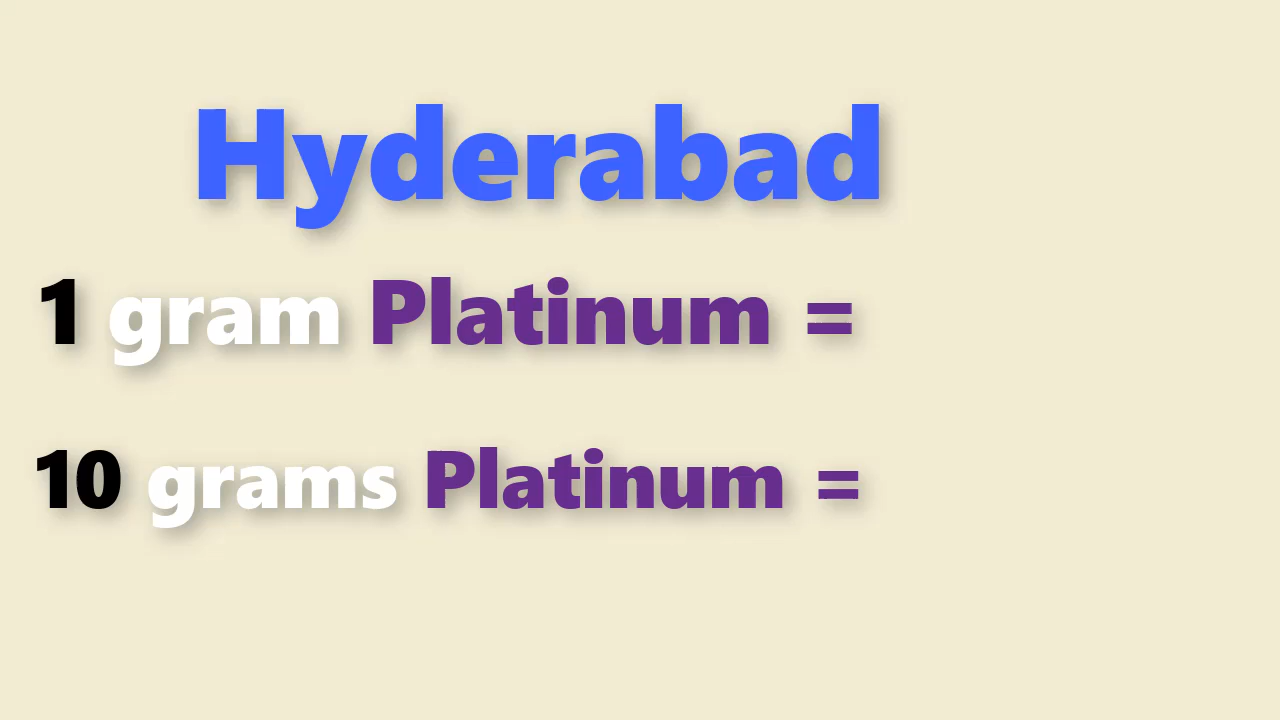 Hyderabad
1 gram Platinum =
10 grams Platinum =